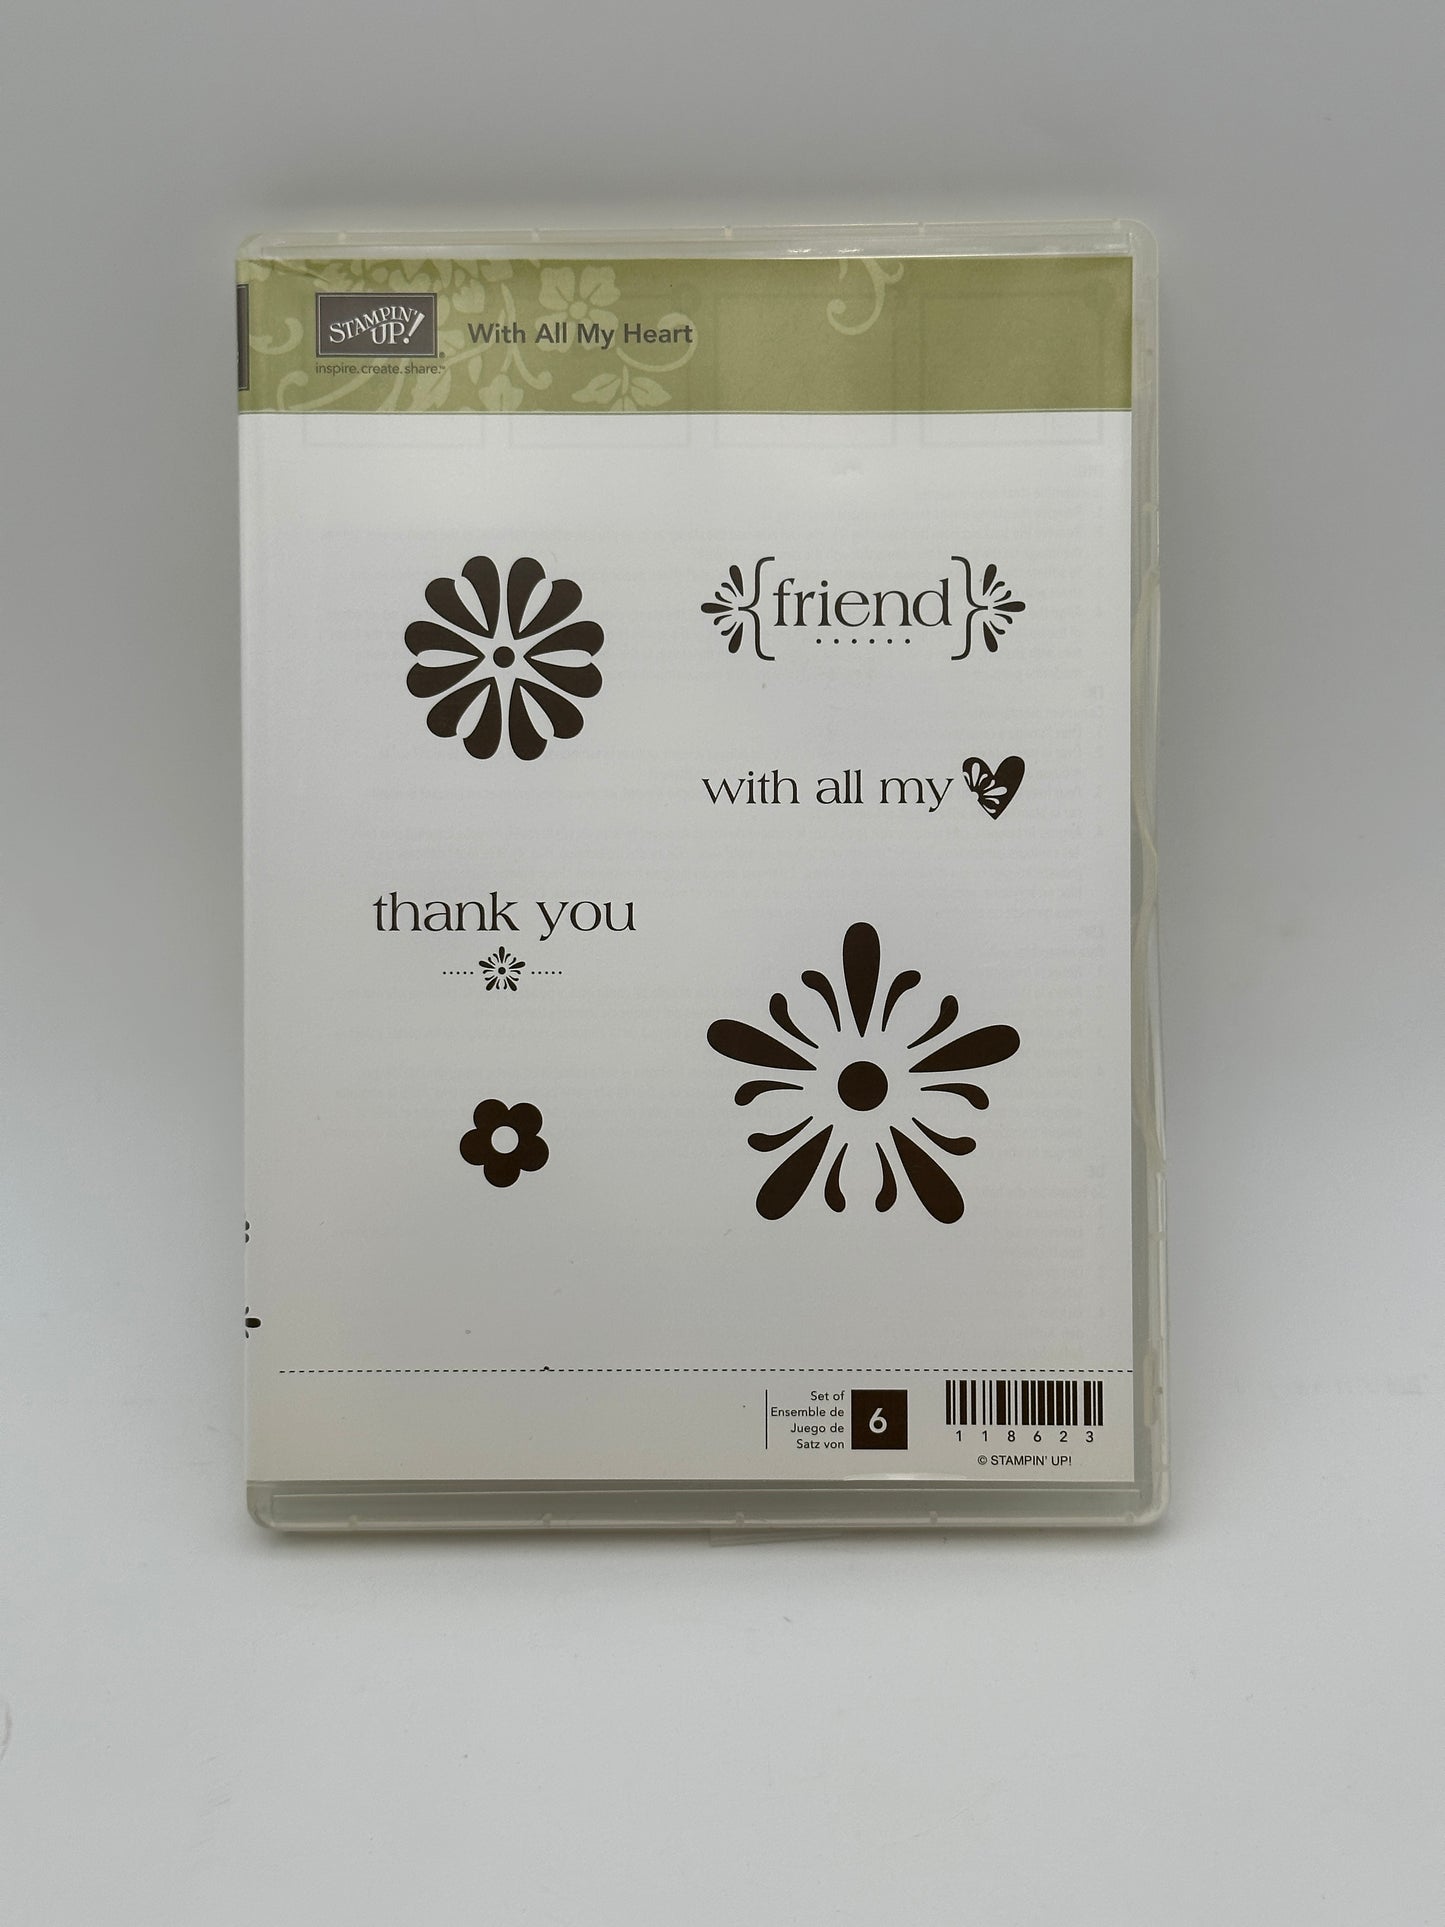 STAMPIN' UP!®
inspire.create.share.™
With All My Heart
{friend}
with all my
thank you
Set of
Ensemble de
Juego de
Satz von
6
118623
© STAMPIN' UP!